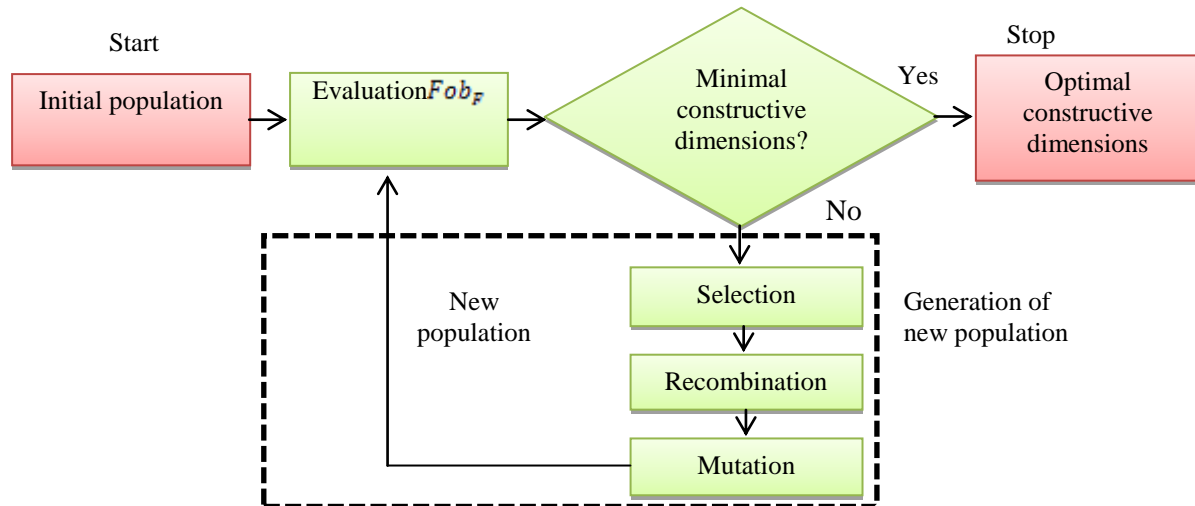 Start
Initial population
Evaluation Fob_F
Minimal
constructive
dimensions?
Yes
Stop
Optimal
constructive
dimensions
No
Selection
New
population
Generation of
new population
Recombination
Mutation